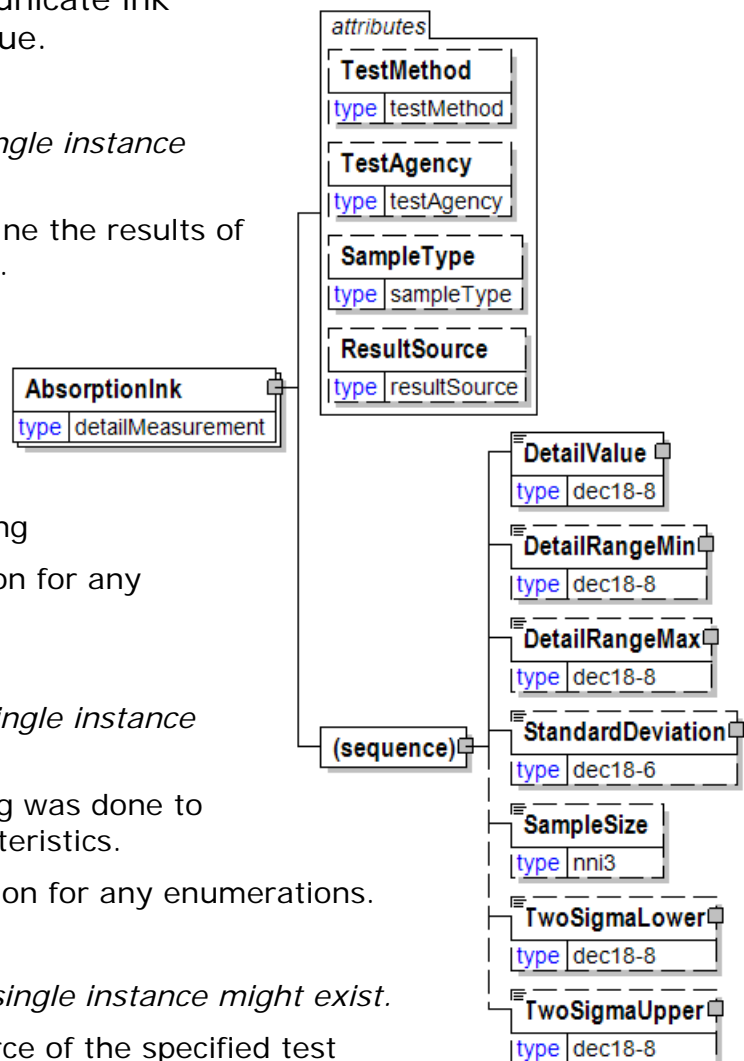 unicate ink
ue.
ngle instance
ine the results of
.
ng
on for any
ingle instance
g was done to
teristics.
on for any enumerations.
single instance might exist.
rce of the specified test
AbsorptionInk
type detailMeasurement
attributes
TestMethod
type testMethod
TestAgency
type testAgency
SampleType
type sampleType
ResultSource
type resultSource
(sequence)
DetailValue
type dec18-8
DetailRangeMin
type dec18-8
DetailRangeMax
type dec18-8
StandardDeviation
type dec18-6
SampleSize
type nni3
TwoSigmaLower
type dec18-8
TwoSigmaUpper
type dec18-8